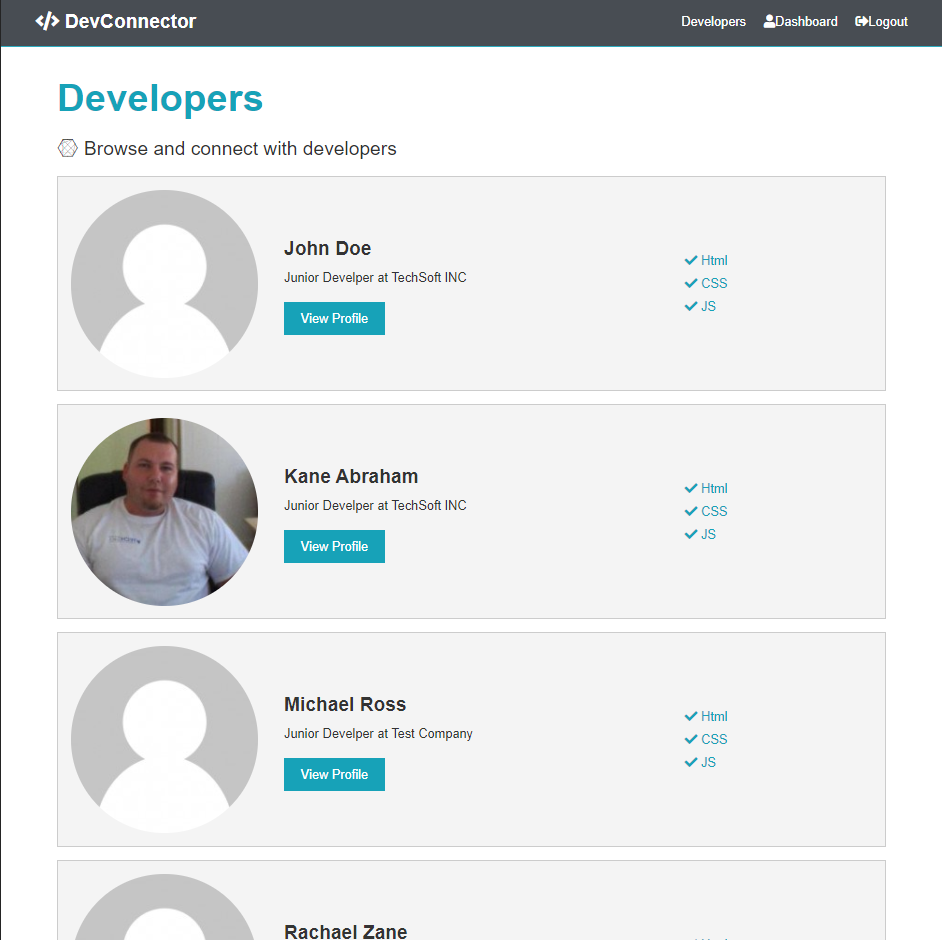 DevConnector
Developers Dashboard Logout
Developers
Browse and connect with developers
John Doe
Junior Develper at TechSoft INC
View Profile
Html
CSS
JS
Kane Abraham
Junior Develper at TechSoft INC
View Profile
Html
CSS
JS
Michael Ross
Junior Develper at Test Company
View Profile
Html
CSS
JS
Rachael Zane